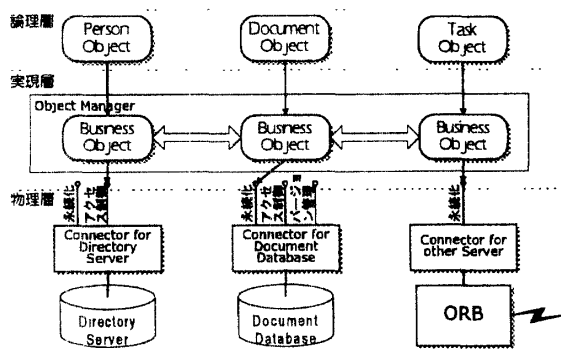 論理層
Person
Object
Document
Object
Task
Object
実現層
Object Manager
Business
Object
Business
Object
Business
Object
物理層
永続化
アクセス制御
永続化
アクセス制御
バージョン管理
永続化
Connector for
Directory
Server
Connector for
Document
Database
Connector for
other Server
Directory
Server
Document
Database
ORB